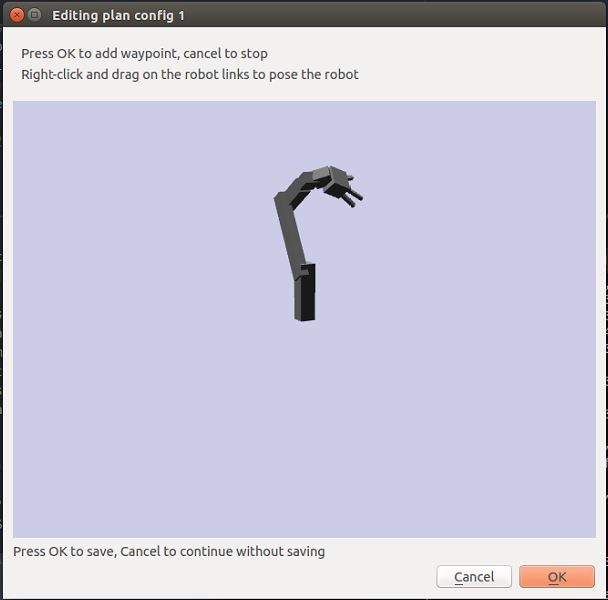 Editing plan config 1
Press OK to add waypoint, cancel to stop
Right-click and drag on the robot links to pose the robot
Press OK to save, Cancel to continue without saving
Cancel
OK